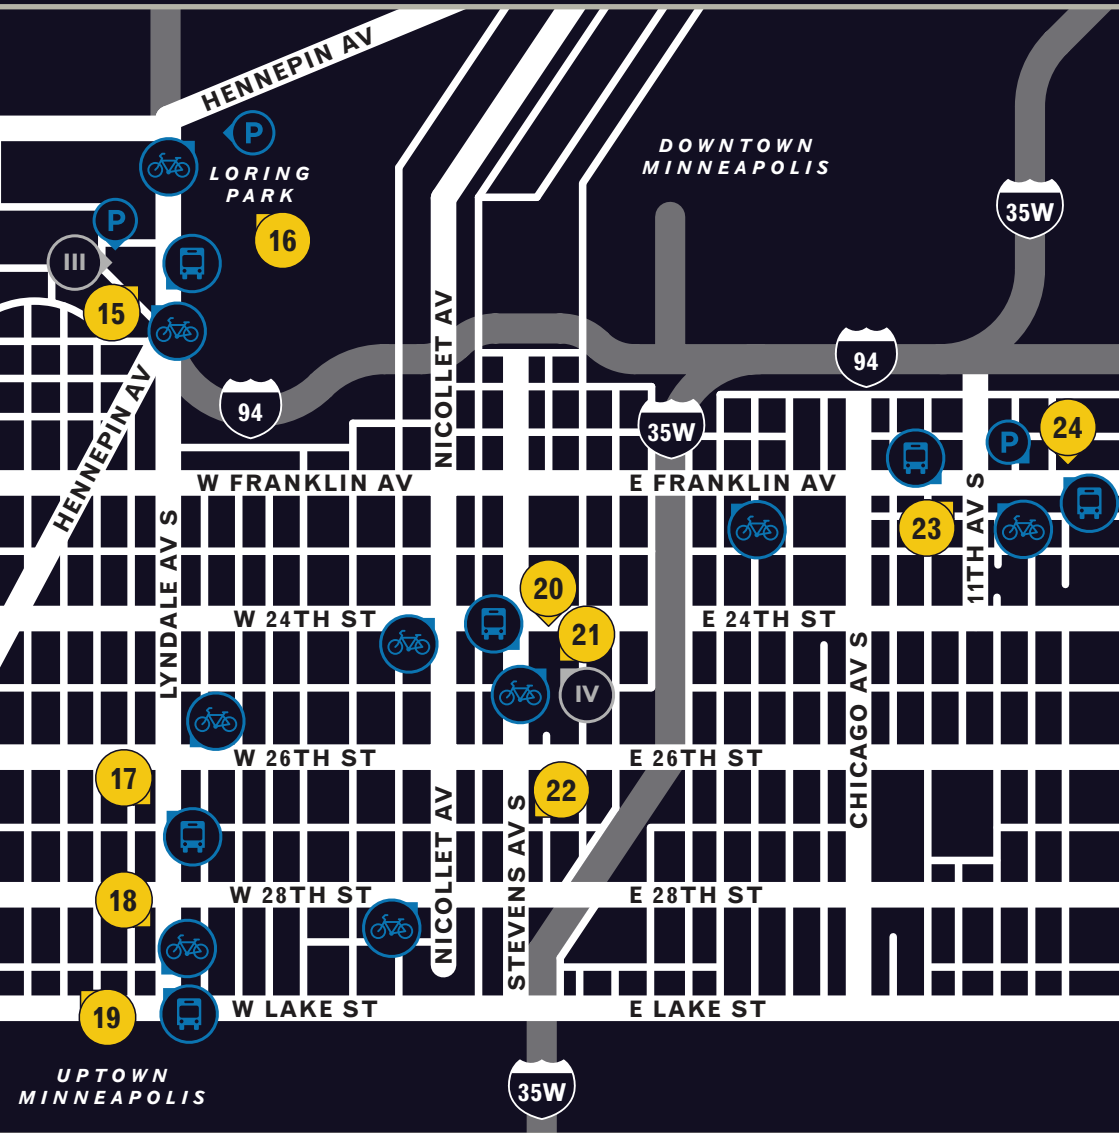 HENNEPIN AV
P
LORING
PARK
DOWNTOWN
MINNEAPOLIS
35W
P
16
III
15
94
94
HENNEPIN AV
NICOLLET AV
35W
P
24
W FRANKLIN AV
E FRANKLIN AV
23
11TH AV S
LYNDALE AV S
20
21
W 24TH ST
E 24TH ST
IV
CHICAGO AV S
W 26TH ST
E 26TH ST
17
22
NICOLLET AV
STEVENS AV S
18
W 28TH ST
E 28TH ST
19
W LAKE ST
E LAKE ST
UPTOWN
MINNEAPOLIS
35W